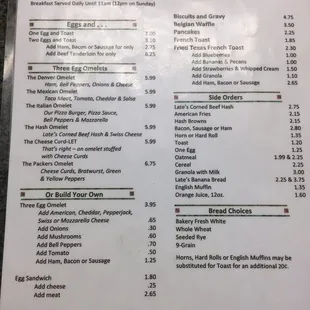 Breakfast Served Daily Until 11am (12pm on Sunday)
Eggs and . . .
One Egg and Toast
Two Eggs and Toast 3.10
Add Ham, Bacon or Sausage for only 2.75
Add Beef Tenderloin for only 6.25
Three Egg Omelets
The Denver Omelet 5.99
Ham, Bell Peppers, Onions & Cheese
The Mexican Omelet 5.99
Taco Meat, Tomato, Cheddar & Salsa
The Italian Omelet 5.99
Our Pizza Burger, Pizza Sauce,
Bell Peppers & Mozzarella
The Hash Omelet 5.99
Late's Corned Beef Hash & Swiss Cheese
The Cheese Curd-LET 5.99
That's right – an omelet stuffed
with Cheese Curds
The Packers Omelet 6.75
Cheese Curds, Bratwurst, Green
& Yellow Peppers
Or Build Your Own
Three Egg Omelet 3.95
Add American, Cheddar, Pepperjack,
Swiss or Mozzarella Cheese .65
Add Onions .30
Add Mushrooms .60
Add Bell Peppers .70
Add Tomato .50
Add Ham, Bacon or Sausage 1.25
Egg Sandwich 1.80
Add cheese .25
Add meat 2.65
Biscuits and Gravy 4.75
Belgian Waffle 3.50
Pancakes 2.25
French Toast 1.85
Fried Texas French Toast 2.30
Add Blueberries 1.00
Add Bananas & Pecans 1.00
Add Strawberries & Whipped Cream 1.50
Add Granola 1.10
Add Ham, Bacon or Sausage 2.65
Side Orders
Late's Corned Beef Hash 2.75
American Fries 2.15
Hash Browns 2.15
Bacon, Sausage or Ham 2.80
Ham or Hard Roll 1.35
Toast 1.20
One Egg 1.00
Oatmeal 1.99 & 2.25
Cereal 2.25
Granola with Milk 3.00
Late's Banana Bread 2.25 & 3.75
English Muffin 1.35
Orange Juice, 12oz. 1.60
Bread Choices
Bakery Fresh White
Whole Wheat
Seeded Rye
9-Grain
Horns, Hard Rolls or English Muffins may be
substituted for Toast for an additional 20¢.